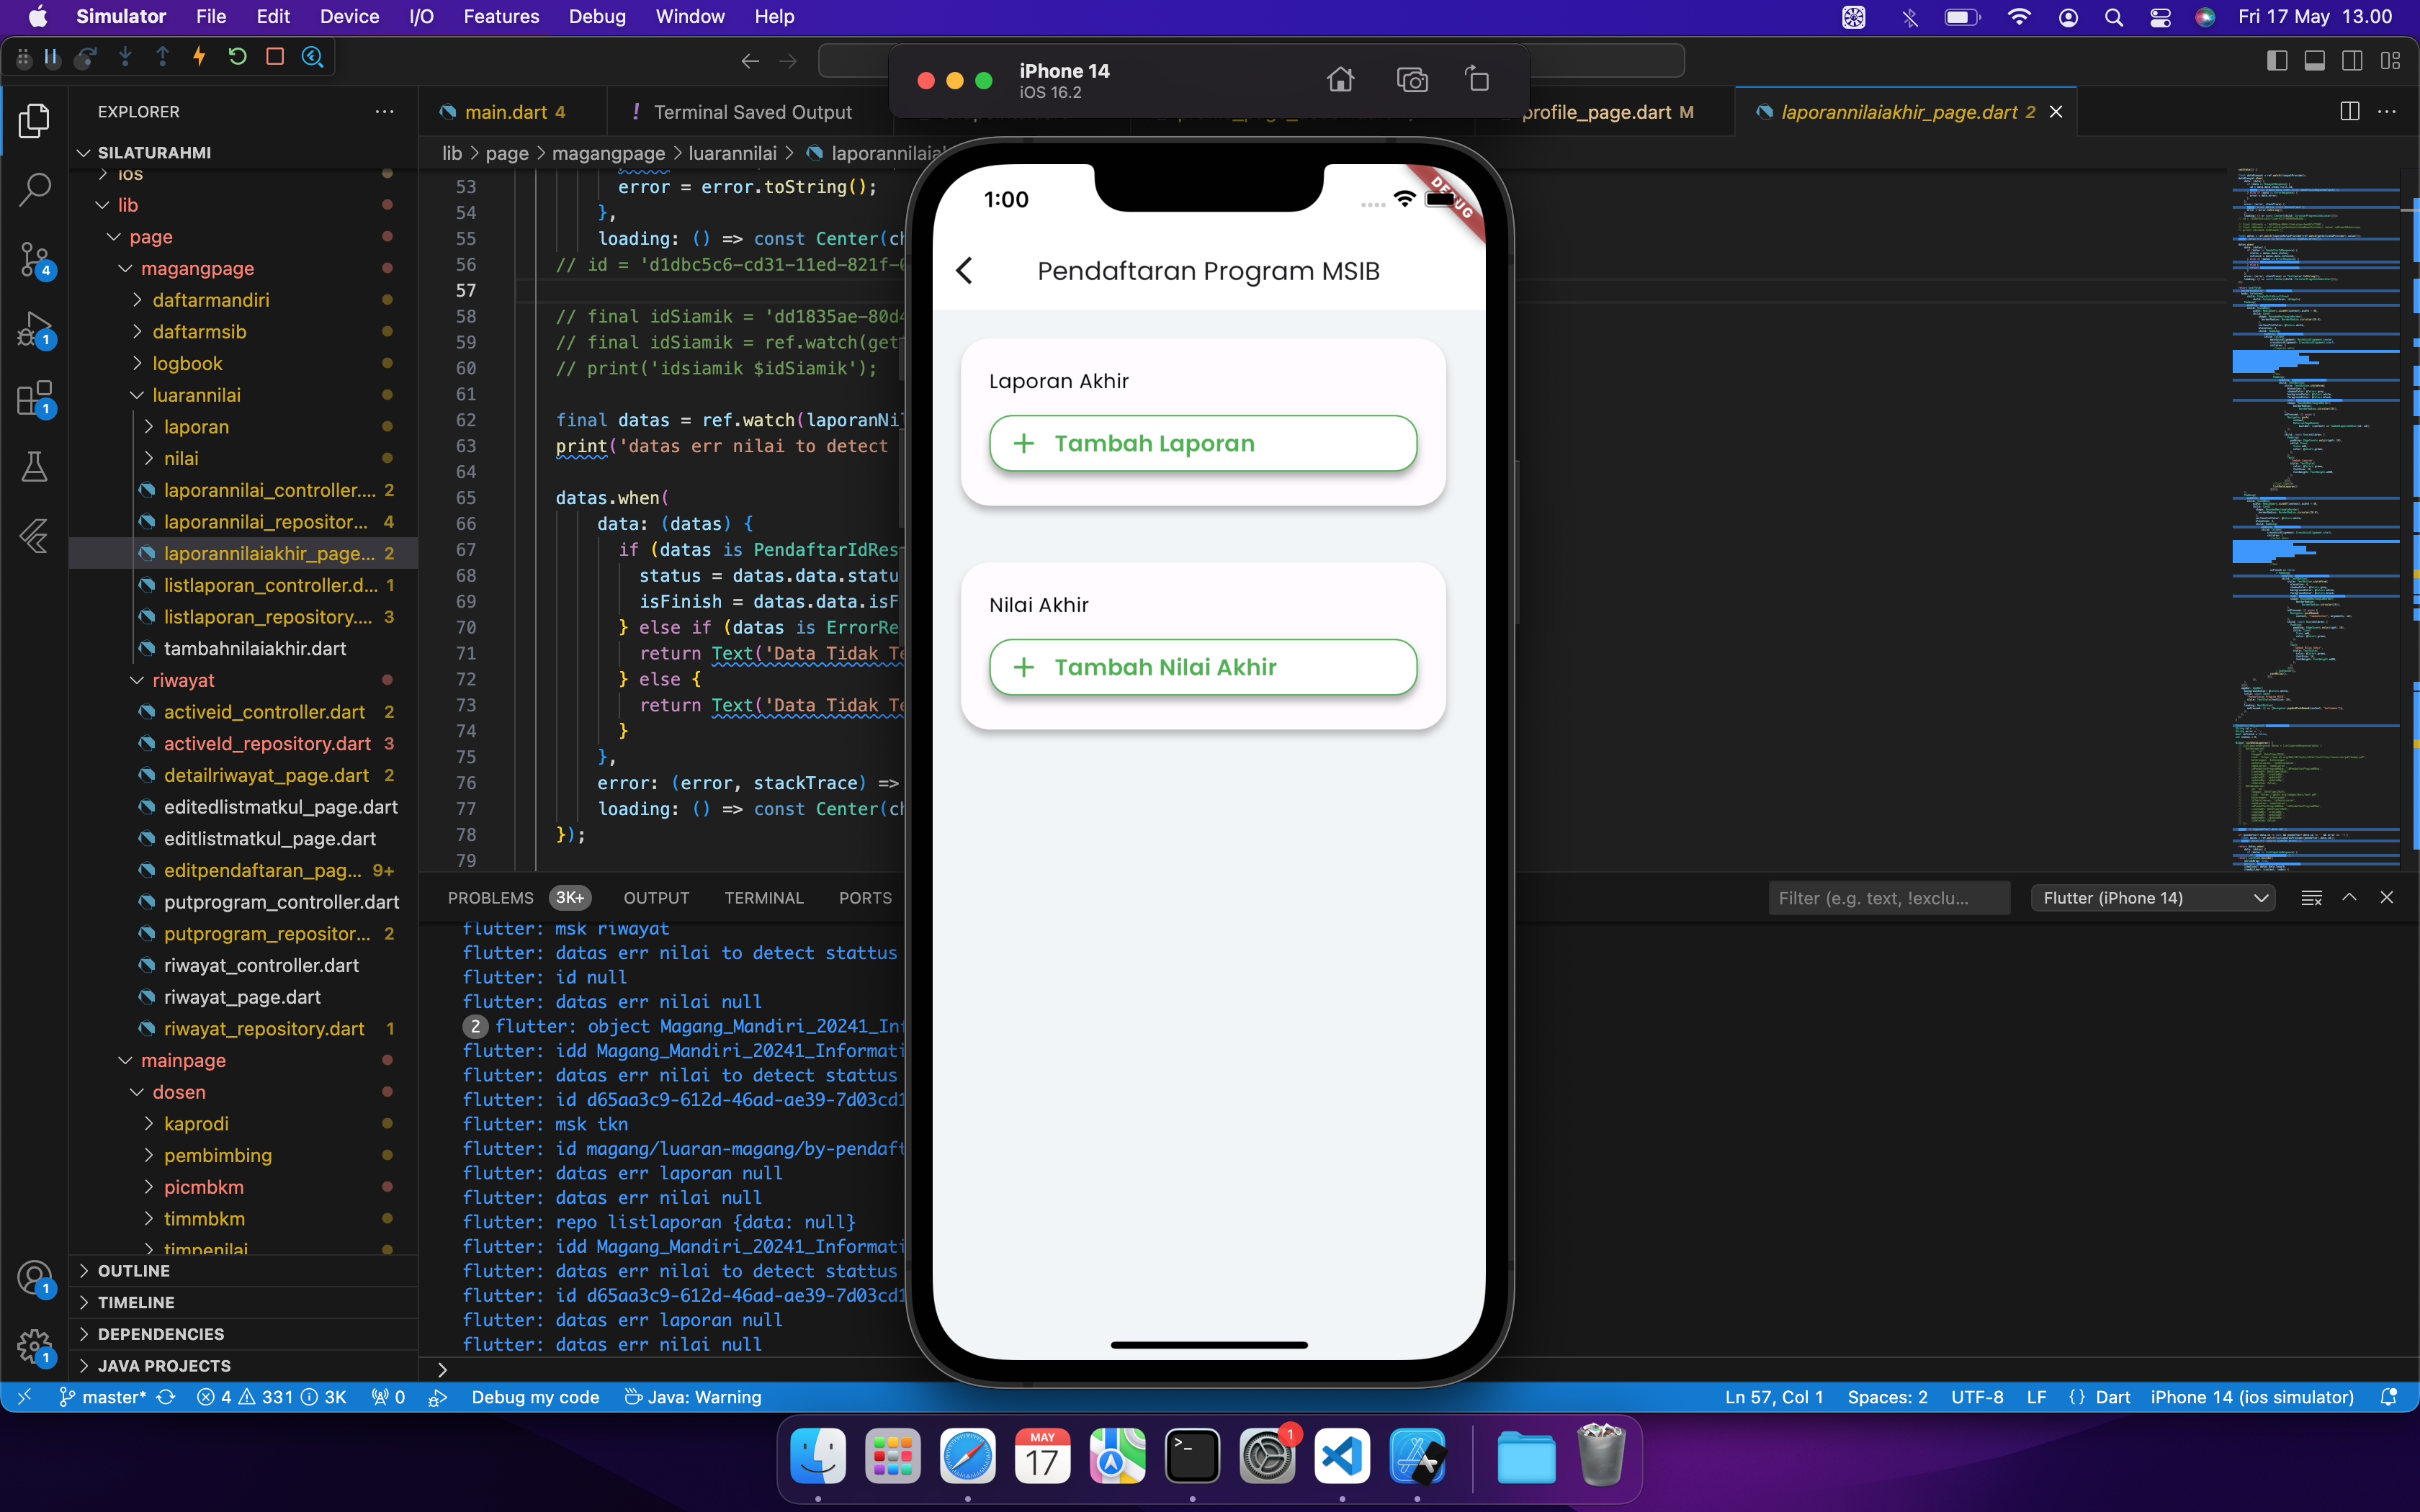 Simulator File Edit Device I/O Features Debug Window Help
Fri 17 May 13.00
iPhone 14
iOS 16.2
EXPLORER
SILATURAHMI
ios
lib
page
magangpage
daftarmandiri
daftarmsib
logbook
luarannilai
laporan
nilai
laporannilai_controller.... 2
laporannilai_repositor... 4
laporannilaiakhir_page... 2
listlaporan_controller.d... 1
listlaporan_repository.... 3
tambahnilaiakhir.dart
riwayat
activeid_controller.dart 2
activeId_repository.dart 3
detailriwayat_page.dart 2
editedlistmatkul_page.dart
editlistmatkul_page.dart
editpendaftaran_pag... 9+
putprogram_controller.dart
putprogram_repositor... 2
riwayat_controller.dart
riwayat_page.dart
riwayat_repository.dart 1
mainpage
dosen
kaprodi
pembimbing
picmbkm
timmbkm
timpenilai
OUTLINE
TIMELINE
DEPENDENCIES
JAVA PROJECTS
main.dart 4
! Terminal Saved Output
profile_page.dart M
laporannilaiakhir_page.dart 2
lib > page > magangpage > luarannilai >
53 error = error.toString();
54 },
55 loading: () => const Center(
56 // id = 'd1dbc5c6-cd31-11ed-821f-
57
58 // final idSiamik = 'dd1835ae-80d
59 // final idSiamik = ref.watch(get
60 // print('idsiamik $idSiamik');
61
62 final datas = ref.watch(laporanNil
63 print('datas err nilai to detect
64
65 datas.when(
66 data: (datas) {
67 if (datas is PendaftarIdRes
68 status = datas.data.statu
69 isFinish = datas.data.isF
70 } else if (datas is ErrorRe
71 return Text('Data Tidak Te
72 } else {
73 return Text('Data Tidak Te
74 }
75 },
76 error: (error, stackTrace) =>
77 loading: () => const Center(
78 });
79
PROBLEMS 3K+ OUTPUT TERMINAL PORTS
Filter (e.g. text, !exclu...
Flutter (iPhone 14)
flutter: msk riwayat
flutter: datas err nilai to detect stattus
flutter: id null
flutter: datas err nilai null
2 flutter: object Magang_Mandiri_20241_In
flutter: idd Magang_Mandiri_20241_Informati
flutter: datas err nilai to detect stattus
flutter: id d65aa3c9-612d-46ad-ae39-7d03cd1
flutter: msk tkn
flutter: id magang/luaran-magang/by-pendaft
flutter: datas err laporan null
flutter: datas err nilai null
flutter: repo listlaporan {data: null}
flutter: idd Magang_Mandiri_20241_Informati
flutter: datas err nilai to detect stattus
flutter: id d65aa3c9-612d-46ad-ae39-7d03cd1
flutter: datas err laporan null
flutter: datas err nilai null
1:00
DEBUG
Pendaftaran Program MSIB
Laporan Akhir
+ Tambah Laporan
Nilai Akhir
+ Tambah Nilai Akhir
4
1
1
1
1
master* 4 331 3K 0 Debug my code Java: Warning
Ln 57, Col 1 Spaces: 2 UTF-8 LF {} Dart iPhone 14 (ios simulator)
MAY
17
1